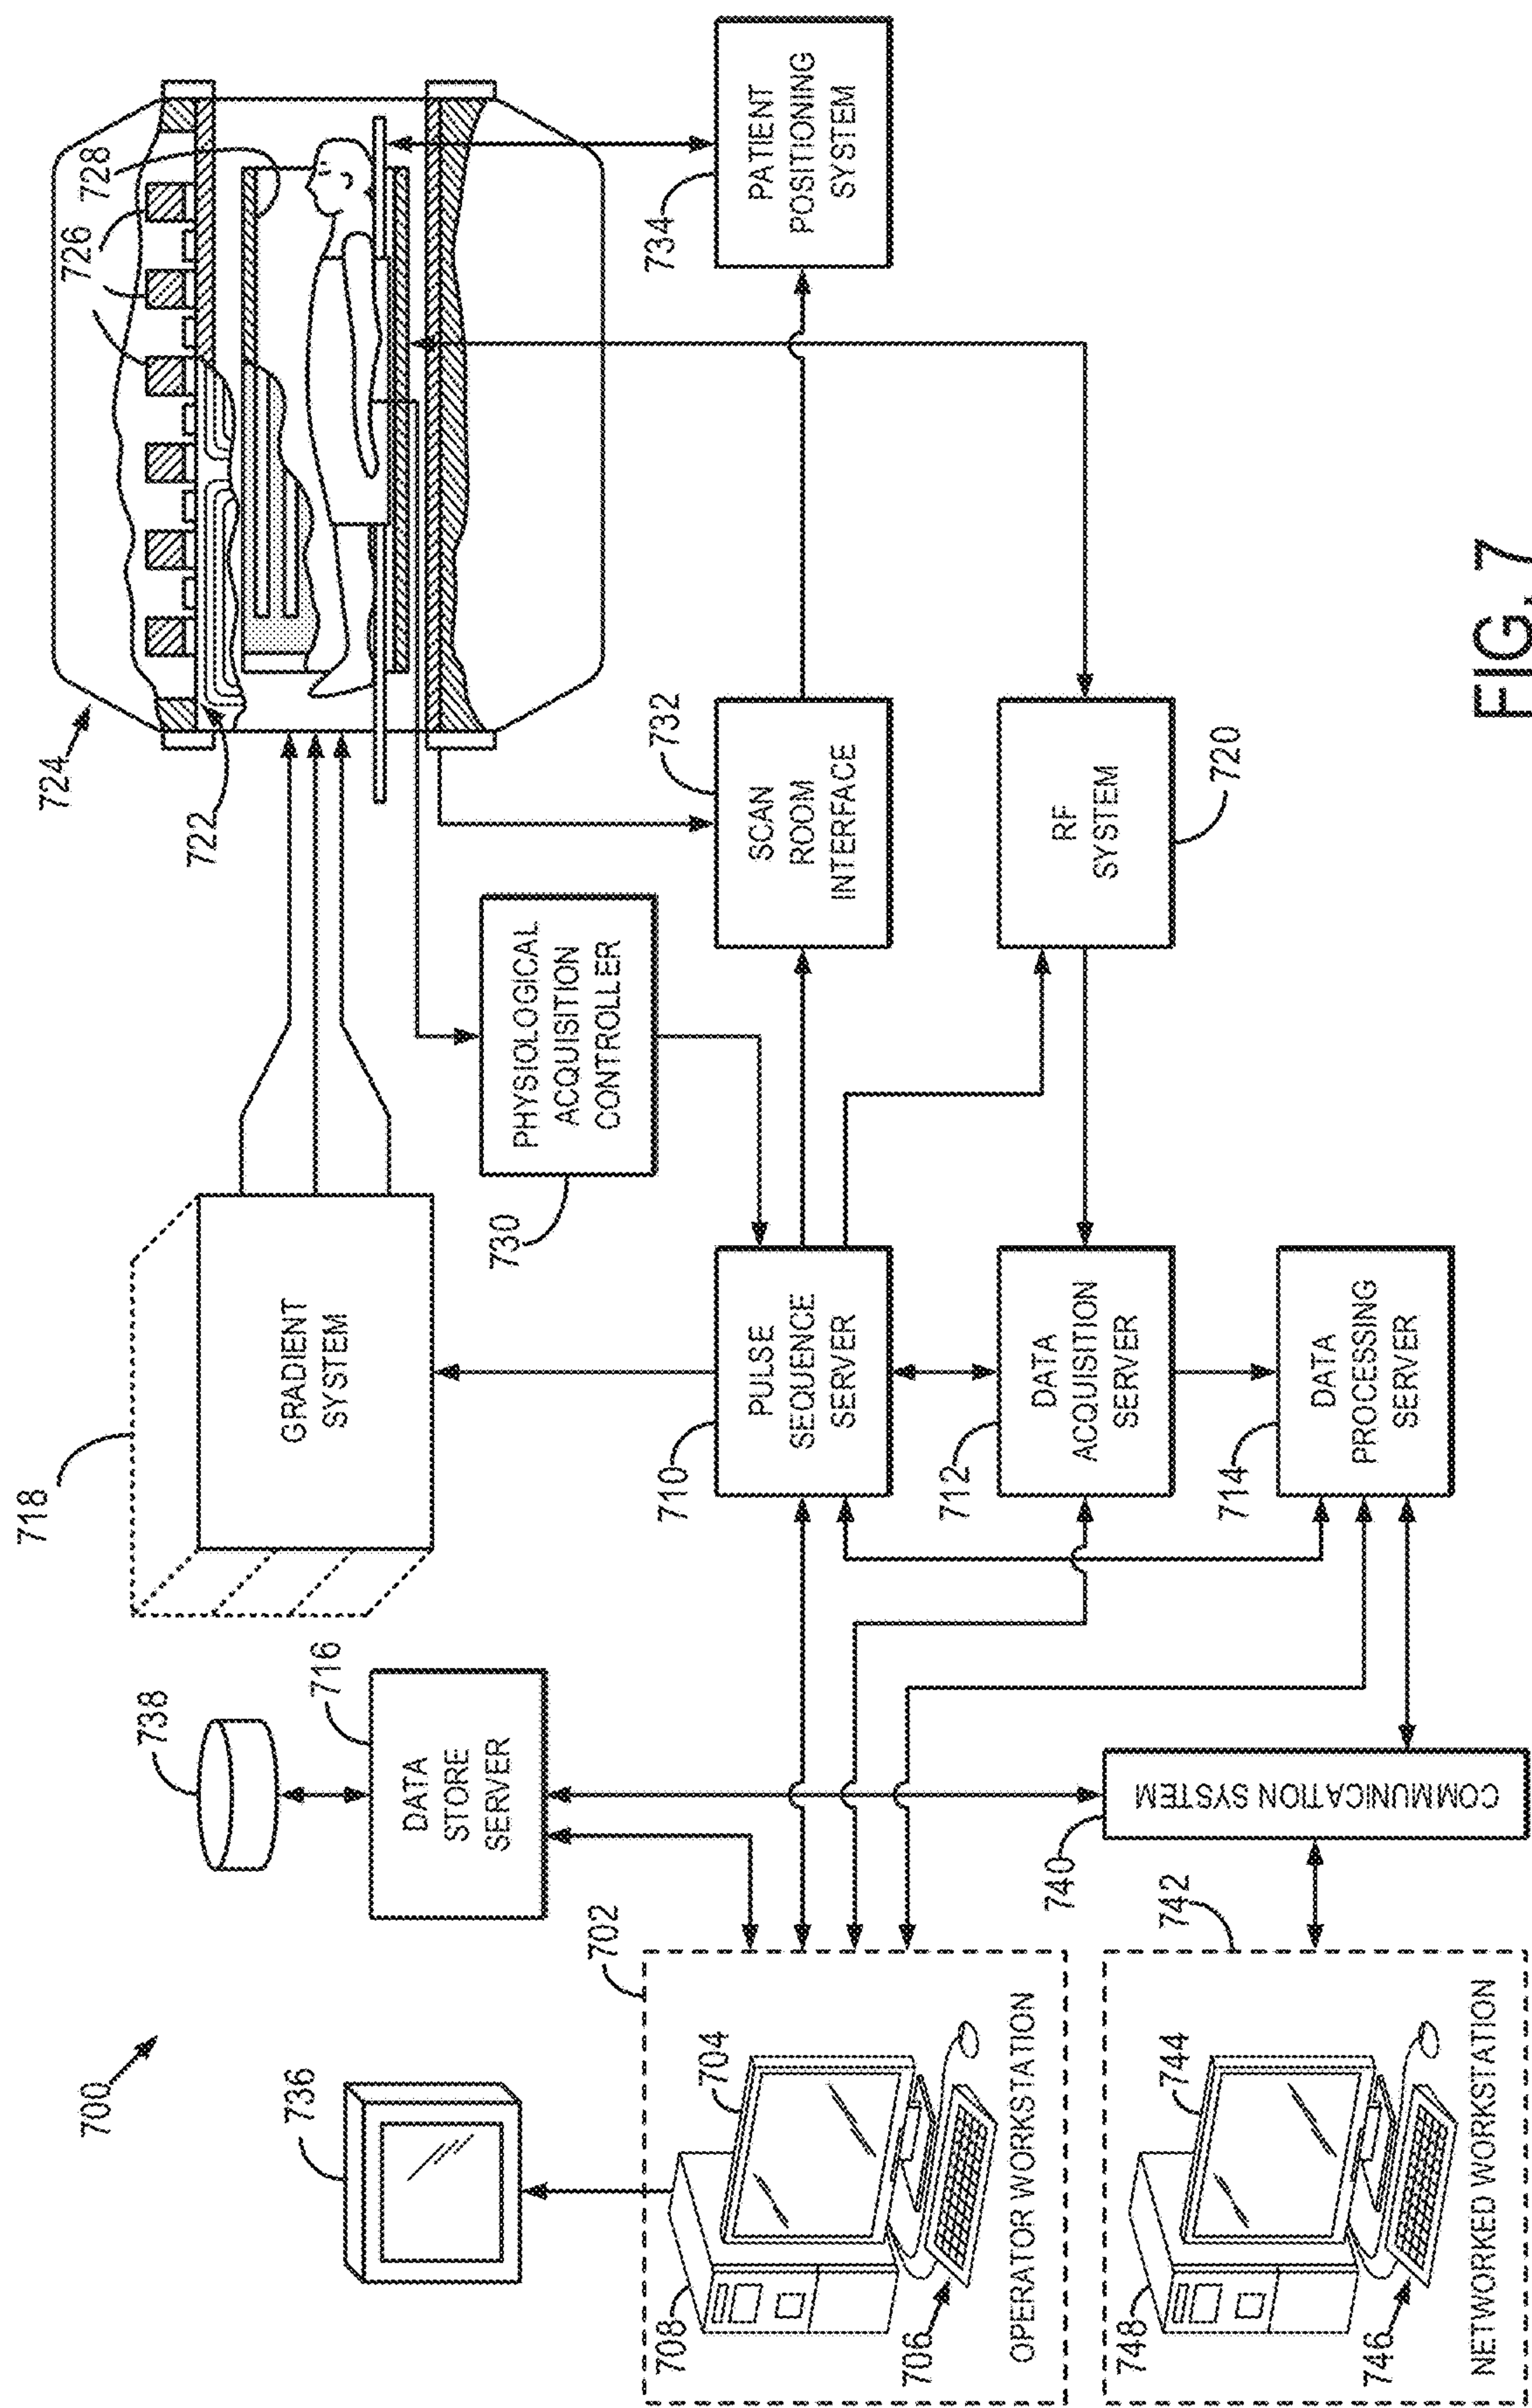 700
736
738
716
DATA
STORE
SERVER
718
GRADIENT
SYSTEM
724
722
726
728
730
PHYSIOLOGICAL
ACQUISITION
CONTROLLER
702
704
708
706
OPERATOR WORKSTATION
710
PULSE
SEQUENCE
SERVER
732
SCAN
ROOM
INTERFACE
734
PATIENT
POSITIONING
SYSTEM
712
DATA
ACQUISITION
SERVER
RF
SYSTEM
720
714
DATA
PROCESSING
SERVER
740
COMMUNICATION SYSTEM
742
744
748
746
NETWORKED WORKSTATION
FIG. 7